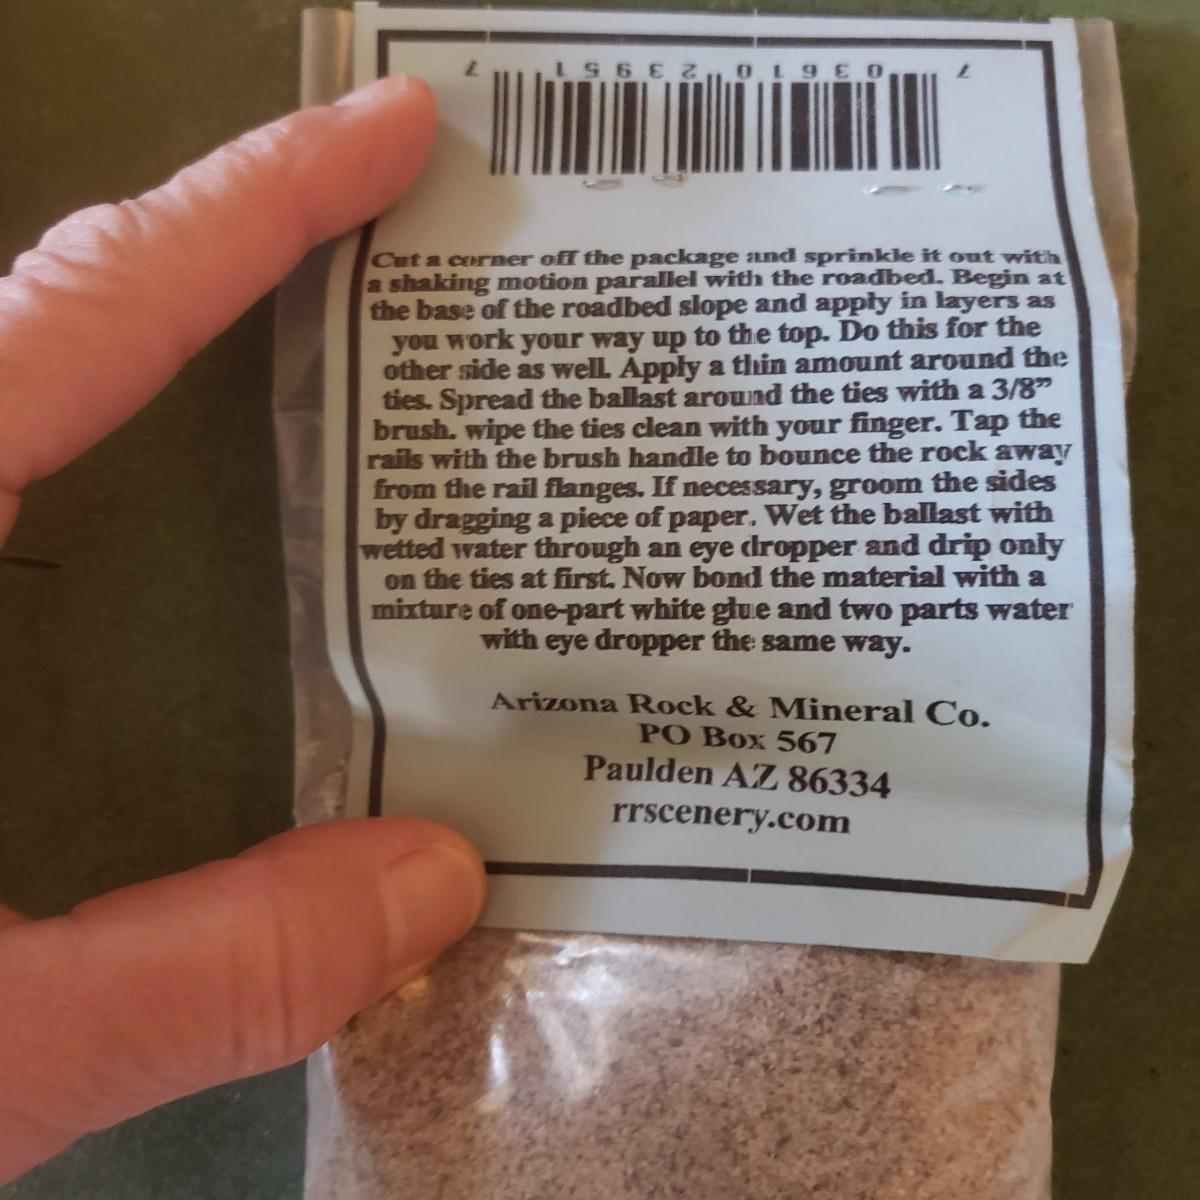 7 03610 23951 7
Cut a corner off the package and sprinkle it out with
a shaking motion parallel with the roadbed. Begin at
the base of the roadbed slope and apply in layers as
you work your way up to the top. Do this for the
other side as well. Apply a thin amount around the
ties. Spread the ballast around the ties with a 3/8”
brush. wipe the ties clean with your finger. Tap the
rails with the brush handle to bounce the rock away
from the rail flanges. If necessary, groom the sides
by dragging a piece of paper. Wet the ballast with
wetted water through an eye dropper and drip only
on the ties at first. Now bond the material with a
mixture of one-part white glue and two parts water
with eye dropper the same way.
Arizona Rock & Mineral Co.
PO Box 567
Paulden AZ 86334
rrscenery.com